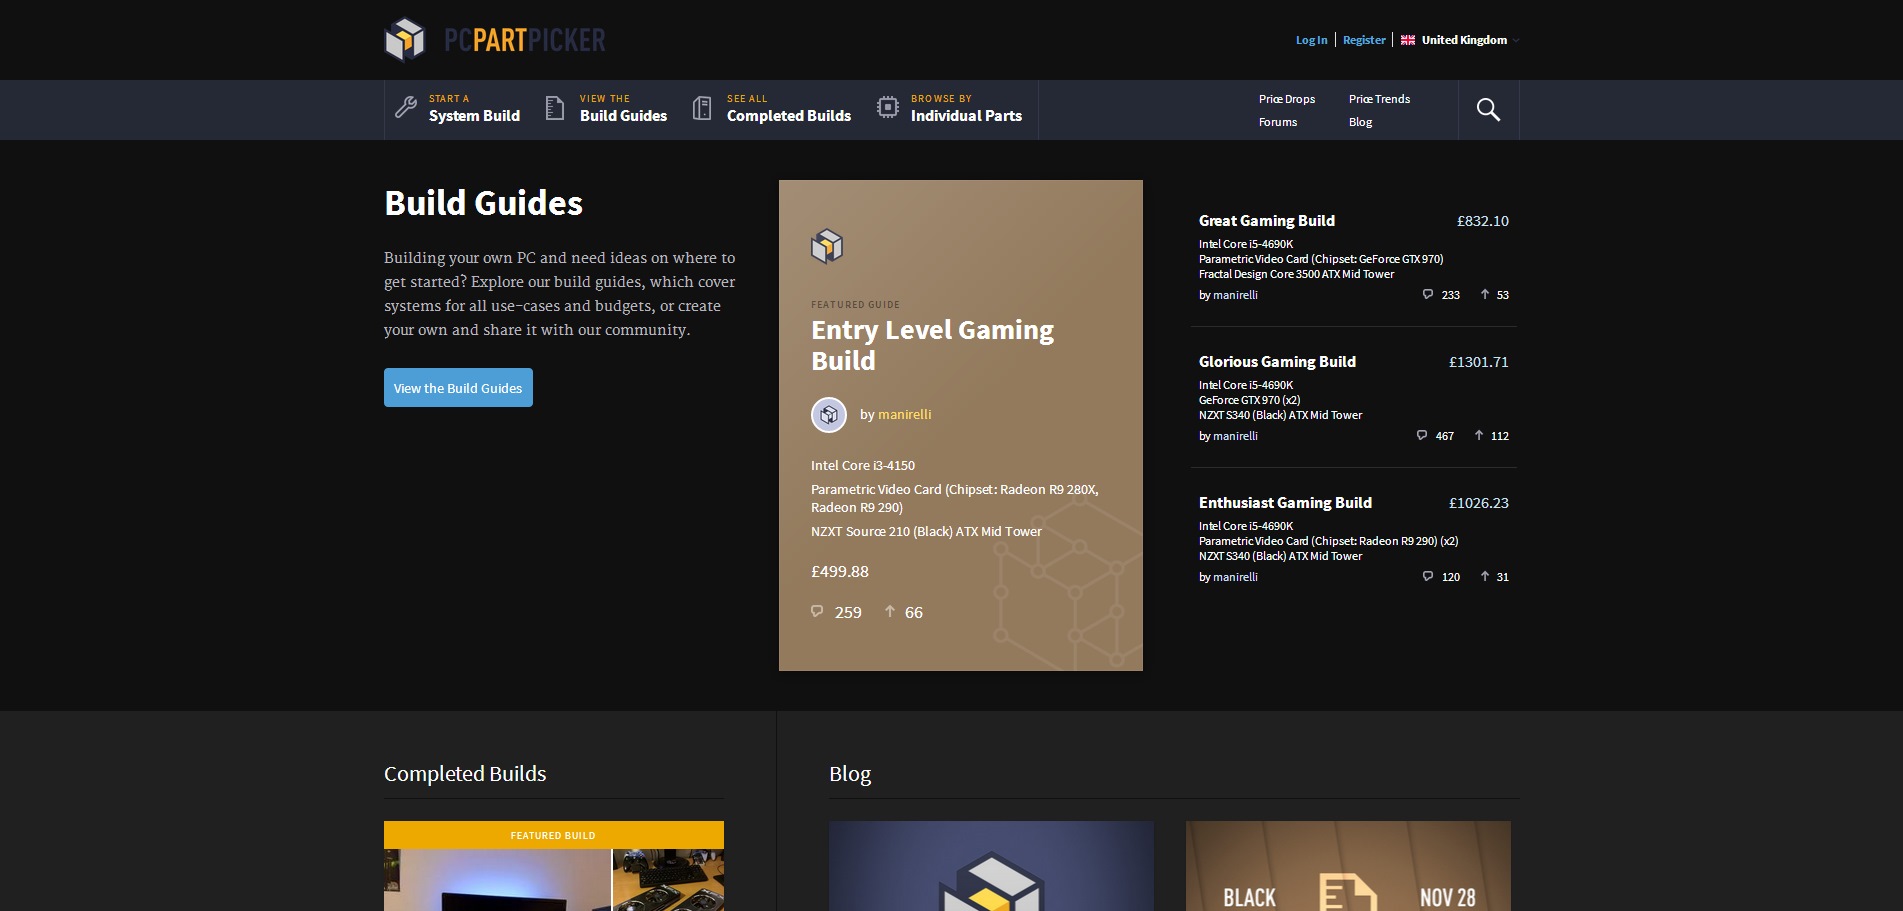 PCPARTPICKER
Log In
Register
United Kingdom
START A
System Build
VIEW THE
Build Guides
SEE ALL
Completed Builds
BROWSE BY
Individual Parts
Price Drops
Price Trends
Forums
Blog
Build Guides
Building your own PC and need ideas on where to
get started? Explore our build guides, which cover
systems for all use-cases and budgets, or create
your own and share it with our community.
View the Build Guides
FEATURED GUIDE
Entry Level Gaming
Build
by manirelli
Intel Core i3-4150
Parametric Video Card (Chipset: Radeon R9 280X,
Radeon R9 290)
NZXT Source 210 (Black) ATX Mid Tower
£499.88
259 66
Great Gaming Build £832.10
Intel Core i5-4690K
Parametric Video Card (Chipset: GeForce GTX 970)
Fractal Design Core 3500 ATX Mid Tower
by manirelli 233 53
Glorious Gaming Build £1301.71
Intel Core i5-4690K
GeForce GTX 970 (x2)
NZXT S340 (Black) ATX Mid Tower
by manirelli 467 112
Enthusiast Gaming Build £1026.23
Intel Core i5-4690K
Parametric Video Card (Chipset: Radeon R9 290) (x2)
NZXT S340 (Black) ATX Mid Tower
by manirelli 120 31
Completed Builds
FEATURED BUILD
Blog
BLACK NOV 28